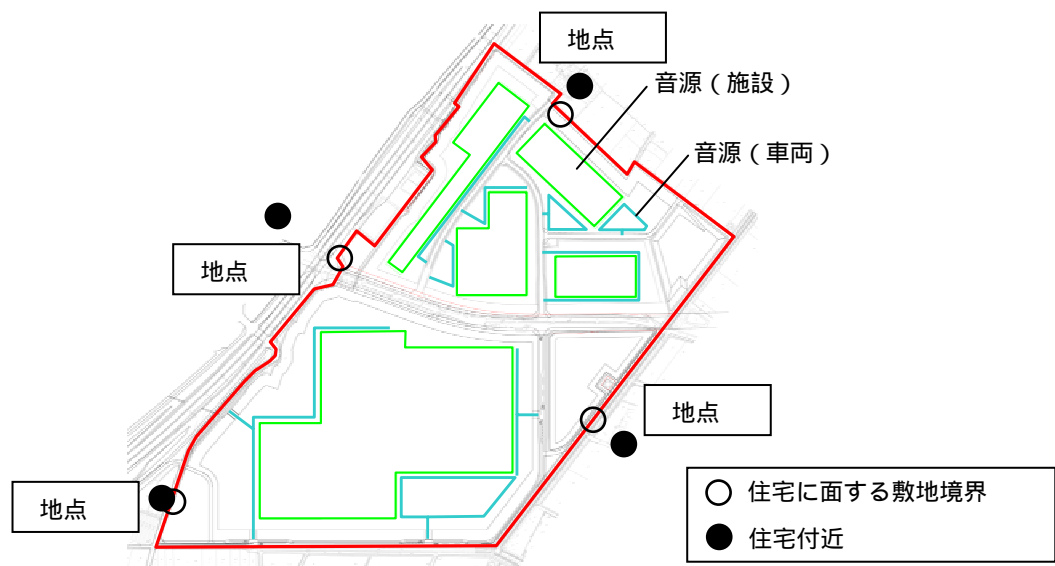 地点
音源（施設）
音源（車両）
地点
地点
地点
住宅に面する敷地境界
住宅付近